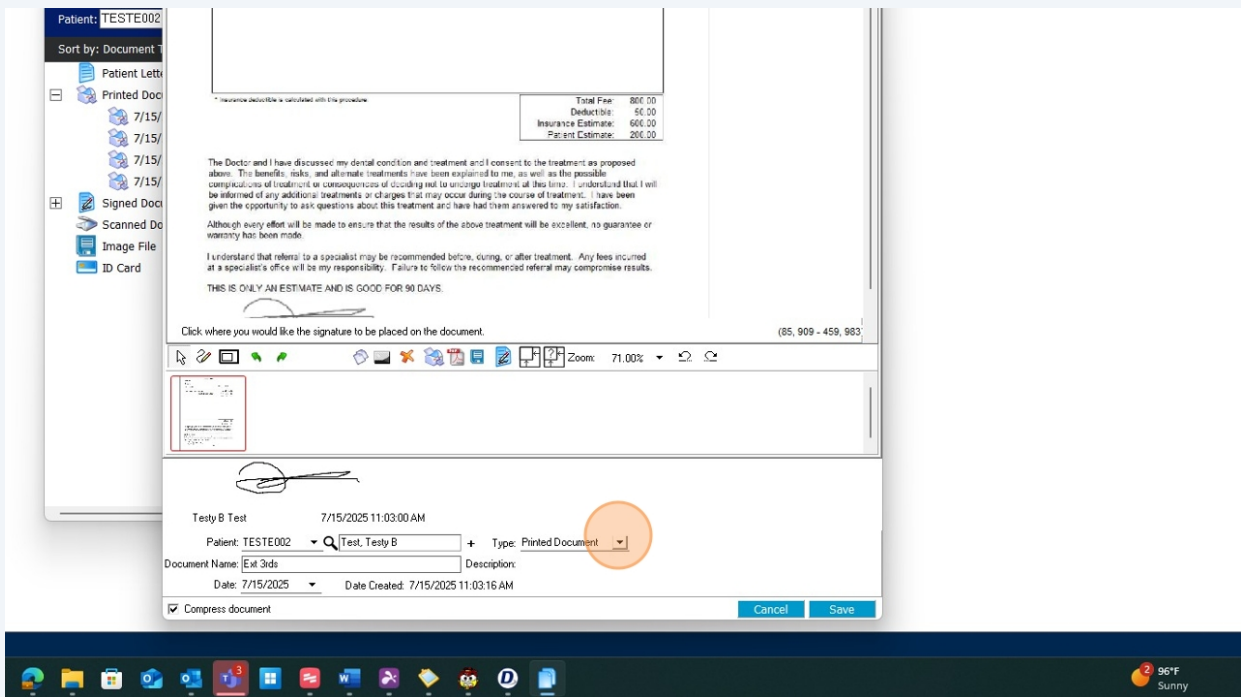 Patient: TESTE002
Sort by: Document T
Patient Lette
Printed Doc
7/15/
7/15/
7/15/
7/15/
Signed Docu
Scanned Do
Image File
ID Card
* Insurance deductible is calculated with this procedure
Total Fee: 800.00
Deductible: 50.00
Insurance Estimate: 600.00
Patient Estimate: 200.00
The Doctor and I have discussed my dental condition and treatment and I consent to the treatment as proposed
above. The benefits, risks, and alternate treatments have been explained to me, as well as the possible
complications of treatment or consequences of deciding not to undergo treatment at this time. I understand that I will
be informed of any additional treatments or charges that may occur during the course of treatment. I have been
given the opportunity to ask questions about this treatment and have had them answered to my satisfaction.
Although every effort will be made to ensure that the results of the above treatment will be excellent, no guarantee or
warranty has been made.
I understand that referral to a specialist may be recommended before, during, or after treatment. Any fees incurred
at a specialist's office will be my responsibility. Failure to follow the recommended referral may compromise results.
THIS IS ONLY AN ESTIMATE AND IS GOOD FOR 90 DAYS.
Click where you would like the signature to be placed on the document. (85, 909 - 459, 983)
Zoom: 71.00%
Testy B Test 7/15/2025 11:03:00 AM
Patient: TESTE002 Test, Testy B + Type: Printed Document
Document Name: Ext 3rds Description:
Date: 7/15/2025 Date Created: 7/15/2025 11:03:16 AM
Compress document Cancel Save
3
2
96°F
Sunny